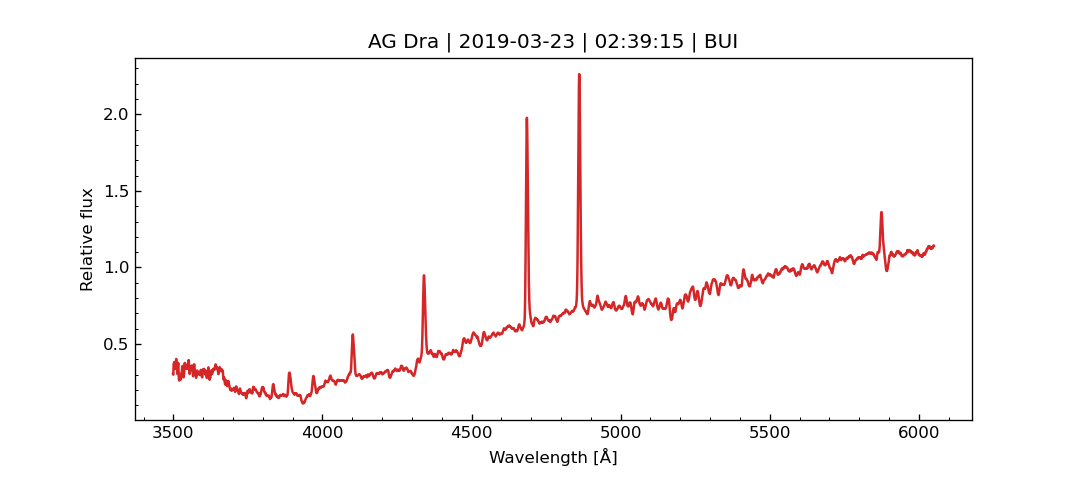 AG Dra | 2019-03-23 | 02:39:15 | BUI
2.0
1.5
1.0
0.5
Relative flux
3500 4000 4500 5000 5500 6000
Wavelength [Å]